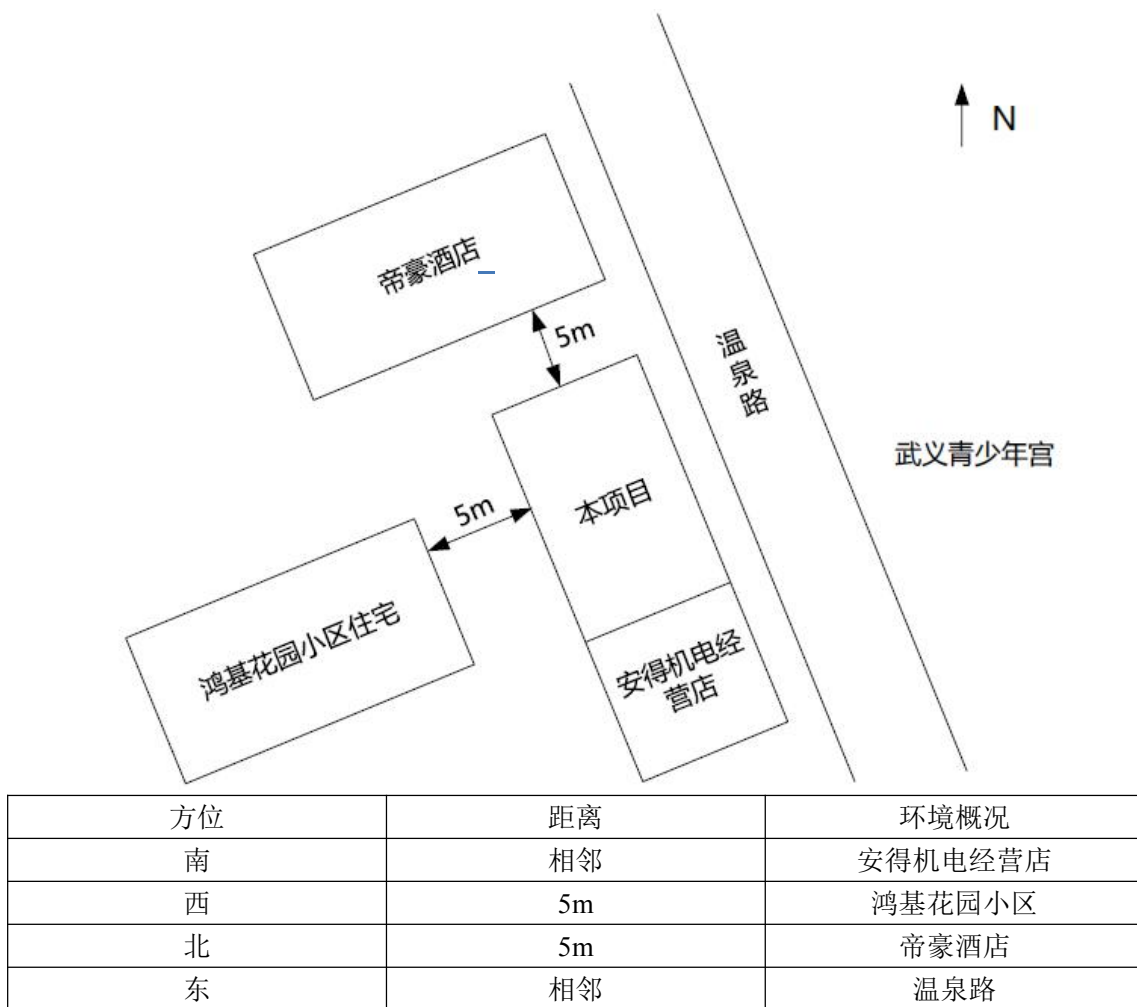 N
帝豪酒店
5m
温泉路
武义青少年宫
5m
本项目
鸿基花园小区住宅
安得机电经
营店
方位 距离 环境概况
南 相邻 安得机电经营店
西 5m 鸿基花园小区
北 5m 帝豪酒店
东 相邻 温泉路